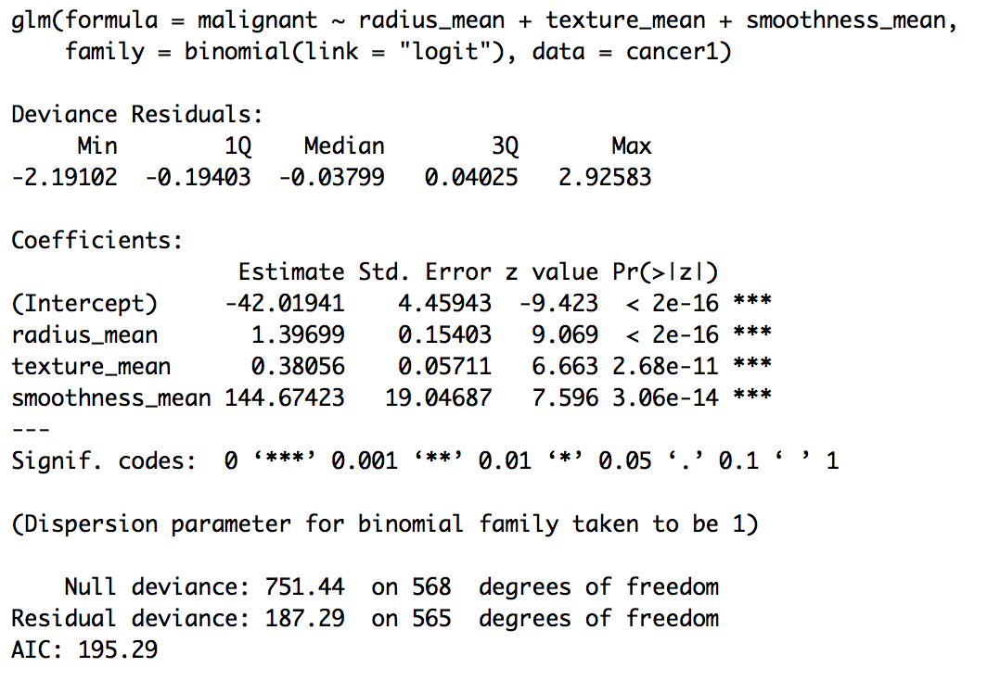 glm(formula = malignant ~ radius_mean + texture_mean + smoothness_mean,
    family = binomial(link = "logit"), data = cancer1)

Deviance Residuals:
     Min        1Q    Median        3Q       Max
-2.19102  -0.19403  -0.03799   0.04025   2.92583

Coefficients:
                 Estimate Std. Error z value Pr(>|z|)
(Intercept)     -42.01941    4.45943  -9.423  < 2e-16 ***
radius_mean       1.39699    0.15403   9.069  < 2e-16 ***
texture_mean      0.38056    0.05711   6.663 2.68e-11 ***
smoothness_mean 144.67423   19.04687   7.596 3.06e-14 ***
---
Signif. codes:  0 ‘***’ 0.001 ‘**’ 0.01 ‘*’ 0.05 ‘.’ 0.1 ‘ ’ 1

(Dispersion parameter for binomial family taken to be 1)

    Null deviance: 751.44  on 568  degrees of freedom
Residual deviance: 187.29  on 565  degrees of freedom
AIC: 195.29